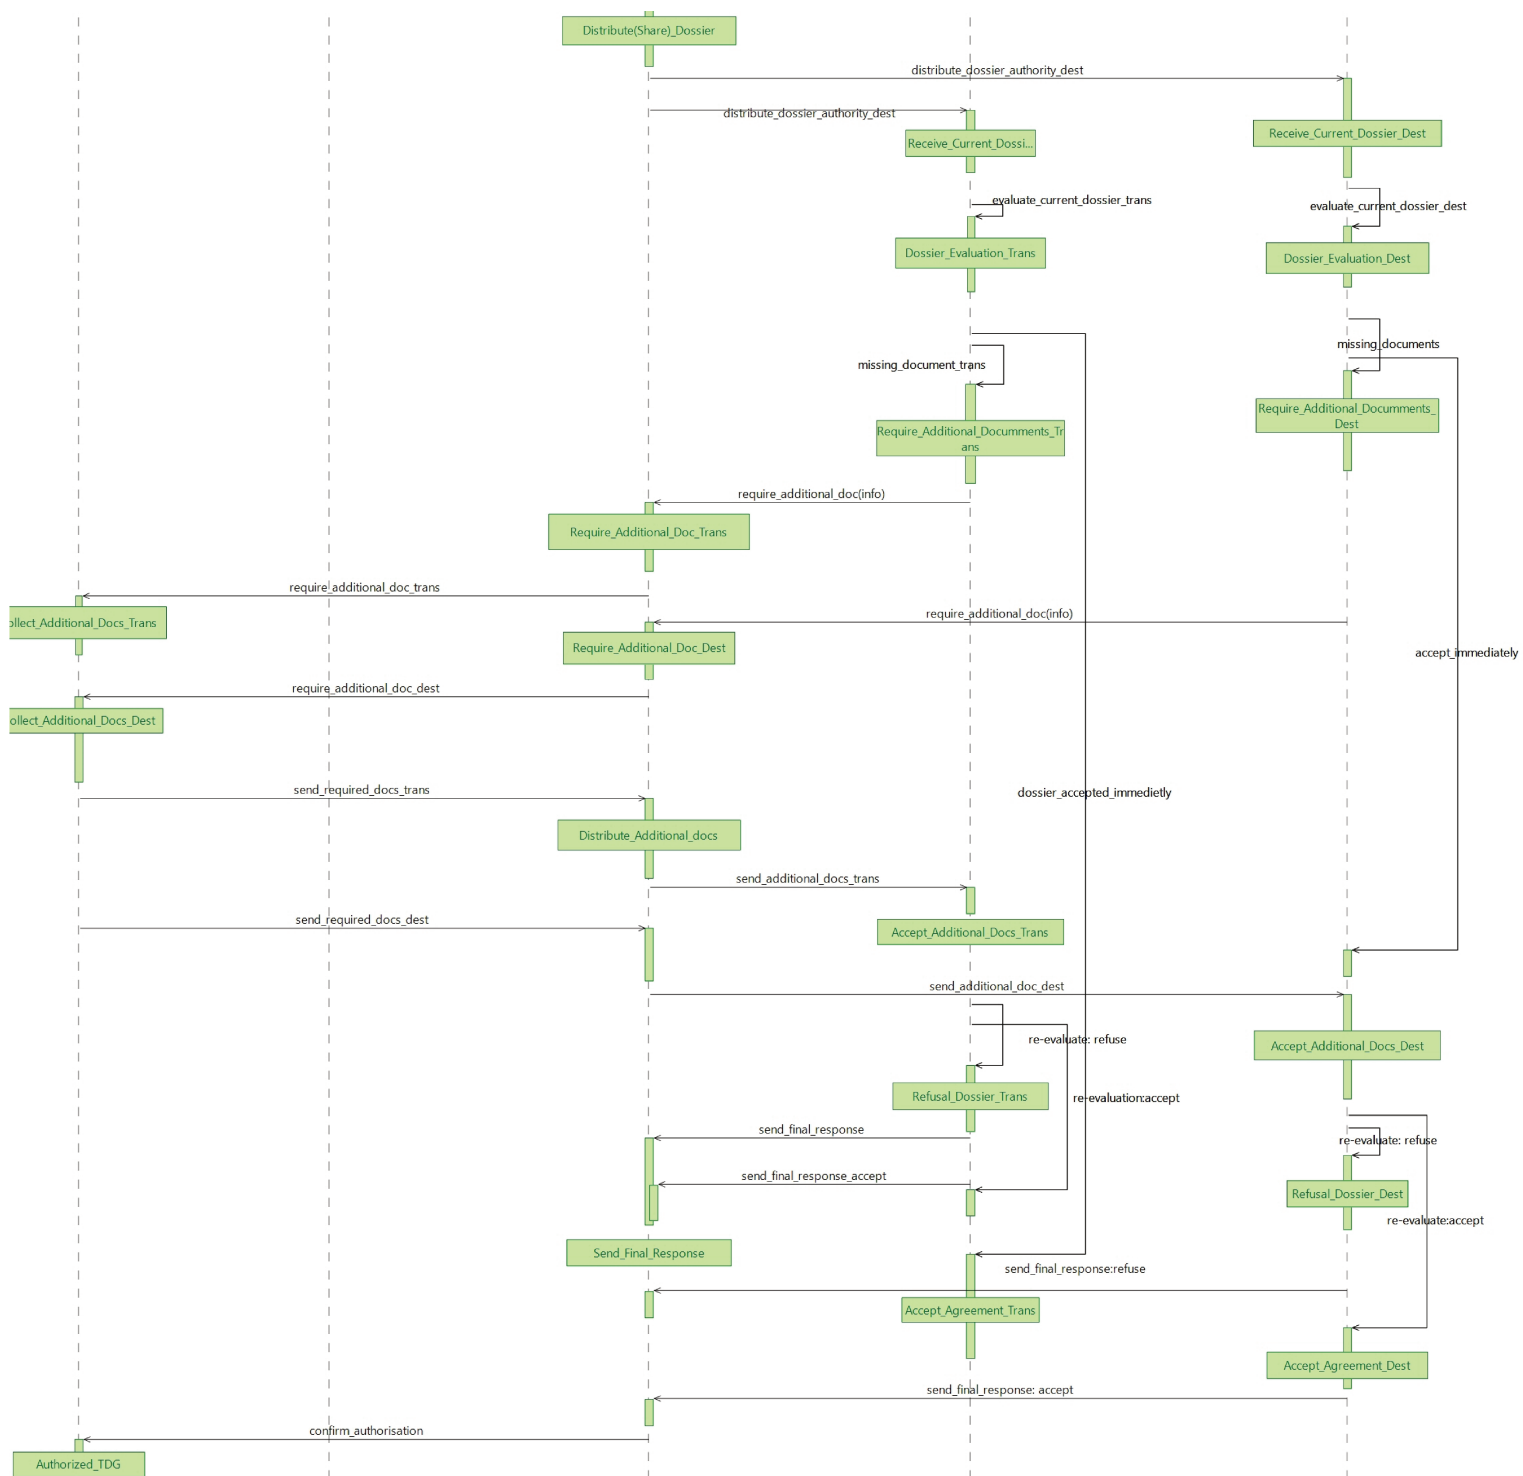 Distribute(Share)_Dossier
distribute_dossier_authority_dest
distribute_dossier_authority_dest
Receive_Current_Dossier_Dest
Receive_Current_Dossi...
evaluate_current_dossier_trans
evaluate_current_dossier_dest
Dossier_Evaluation_Trans
Dossier_Evaluation_Dest
missing_documents
missing_document_trans
Require_Additional_Documments_
Dest
Require_Additional_Documments_Tr
ans
require_additional_doc(info)
Require_Additional_Doc_Trans
require_additional_doc_trans
require_additional_doc(info)
ollect_Additional_Docs_Trans
Require_Additional_Doc_Dest
accept_immediately
require_additional_doc_dest
ollect_Additional_Docs_Dest
send_required_docs_trans
dossier_accepted_immedietly
Distribute_Additional_docs
send_additional_docs_trans
send_required_docs_dest
Accept_Additional_Docs_Trans
send_additional_doc_dest
re-evaluate: refuse
Accept_Additional_Docs_Dest
Refusal_Dossier_Trans
re-evaluation:accept
send_final_response
re-evaluate: refuse
send_final_response_accept
Refusal_Dossier_Dest
re-evaluate:accept
Send_Final_Response
send_final_response:refuse
Accept_Agreement_Trans
Accept_Agreement_Dest
send_final_response: accept
confirm_authorisation
Authorized_TDG